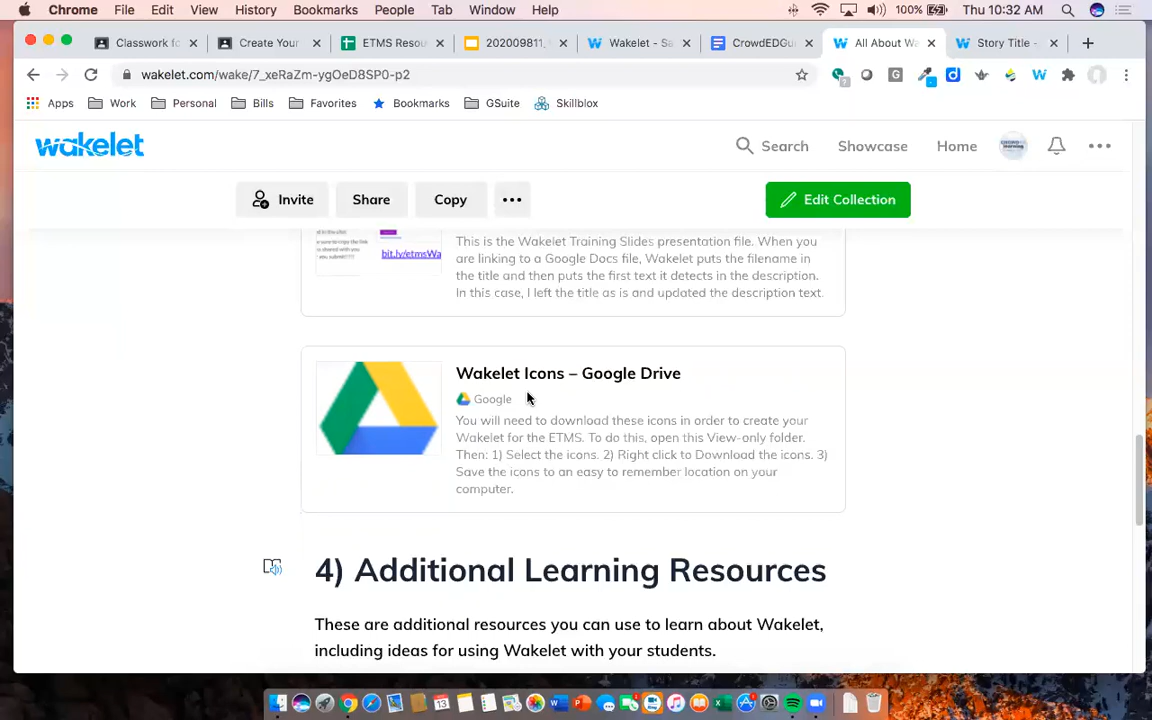 Chrome File Edit View History Bookmarks People Tab Window Help 100% Thu 10:32 AM
Classwork fo Create Your ETMS Resou 202009811_ Wakelet - Sa CrowdEDGu All About Wa Story Title -
wakelet.com/wake/7_xeRaZm-ygOeD8SP0-p2
Apps Work Personal Bills Favorites Bookmarks GSuite Skillblox
wakelet Search Showcase Home
Invite Share Copy Edit Collection
bit.ly/etmsWa
This is the Wakelet Training Slides presentation file. When you
are linking to a Google Docs file, Wakelet puts the filename in
the title and then puts the first text it detects in the description.
In this case, I left the title as is and updated the description text.
Wakelet Icons – Google Drive
Google
You will need to download these icons in order to create your
Wakelet for the ETMS. To do this, open this View-only folder.
Then: 1) Select the icons. 2) Right click to Download the icons. 3)
Save the icons to an easy to remember location on your
computer.
4) Additional Learning Resources
These are additional resources you can use to learn about Wakelet,
including ideas for using Wakelet with your students.